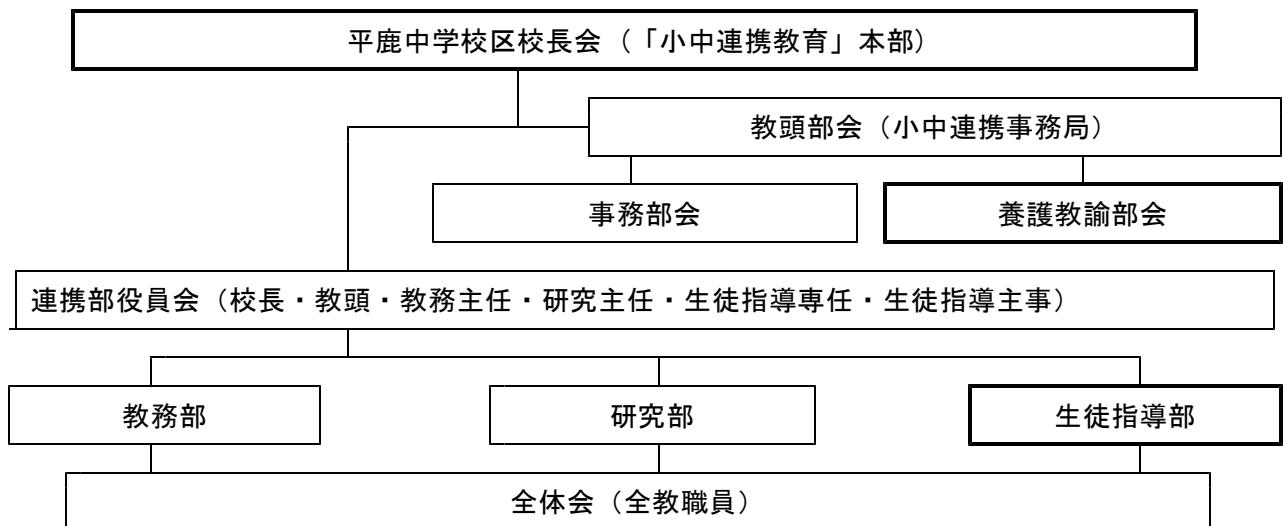 平鹿中学校区校長会（「小中連携教育」本部）
教頭部会（小中連携事務局）
事務部会
養護教諭部会
連携部役員会（校長・教頭・教務主任・研究主任・生徒指導専任・生徒指導主事）
教務部
研究部
生徒指導部
全体会（全教職員）